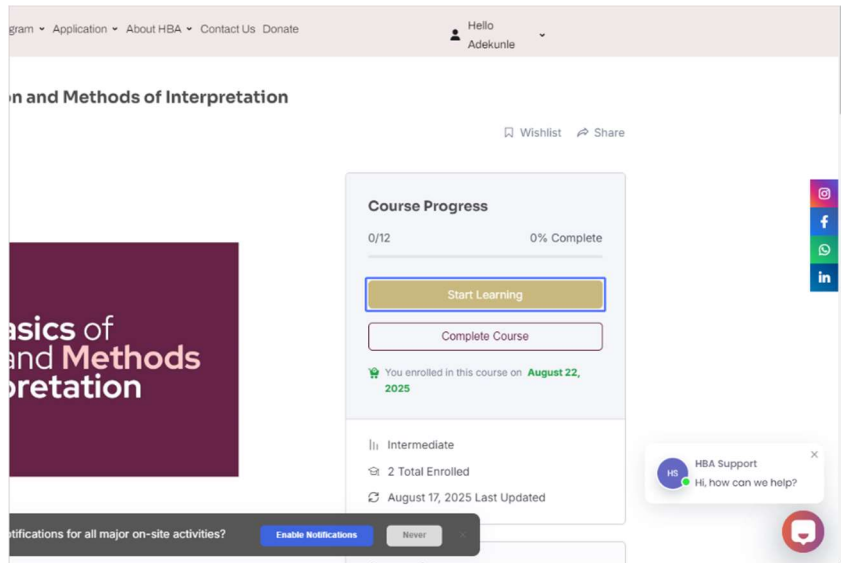 gram Application About HBA Contact Us Donate
Hello
Adekunle
n and Methods of Interpretation
Wishlist Share
Course Progress
0/12 0% Complete
Start Learning
Complete Course
You enrolled in this course on August 22,
2025
asics of
and Methods
pretation
Intermediate
2 Total Enrolled
August 17, 2025 Last Updated
HBA Support
HS
Hi, how can we help?
otifications for all major on-site activities? Enable Notifications Never